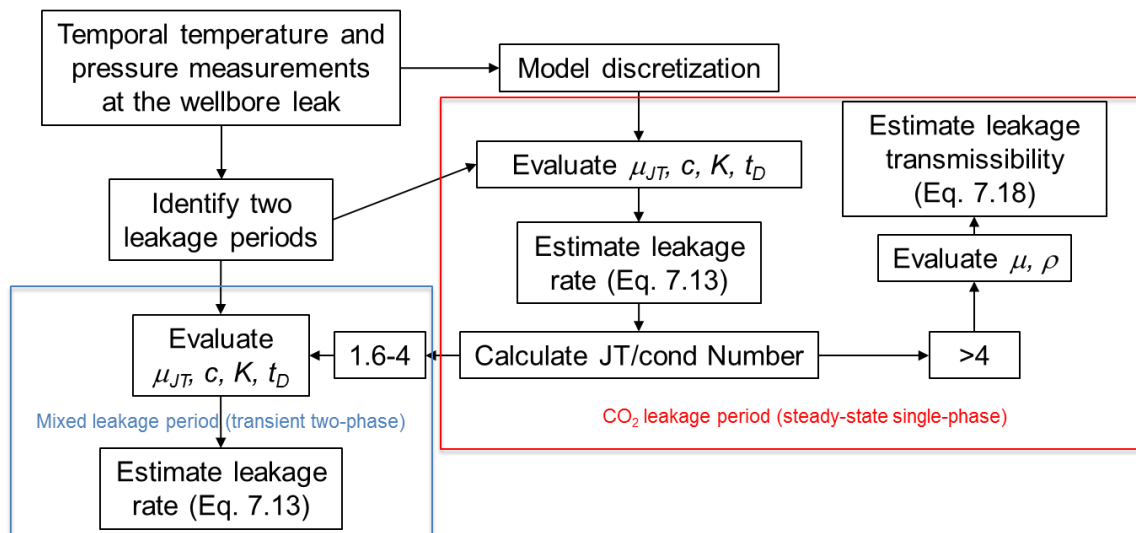 Temporal temperature and
pressure measurements
at the wellbore leak
Model discretization
Estimate leakage
transmissibility
(Eq. 7.18)
Evaluate μJT, c, K, tD
Identify two
leakage periods
Estimate leakage
rate (Eq. 7.13)
Evaluate μ, ρ
Evaluate
μJT, c, K, tD
1.6-4
Calculate JT/cond Number
>4
Mixed leakage period (transient two-phase)
CO2 leakage period (steady-state single-phase)
Estimate leakage
rate (Eq. 7.13)